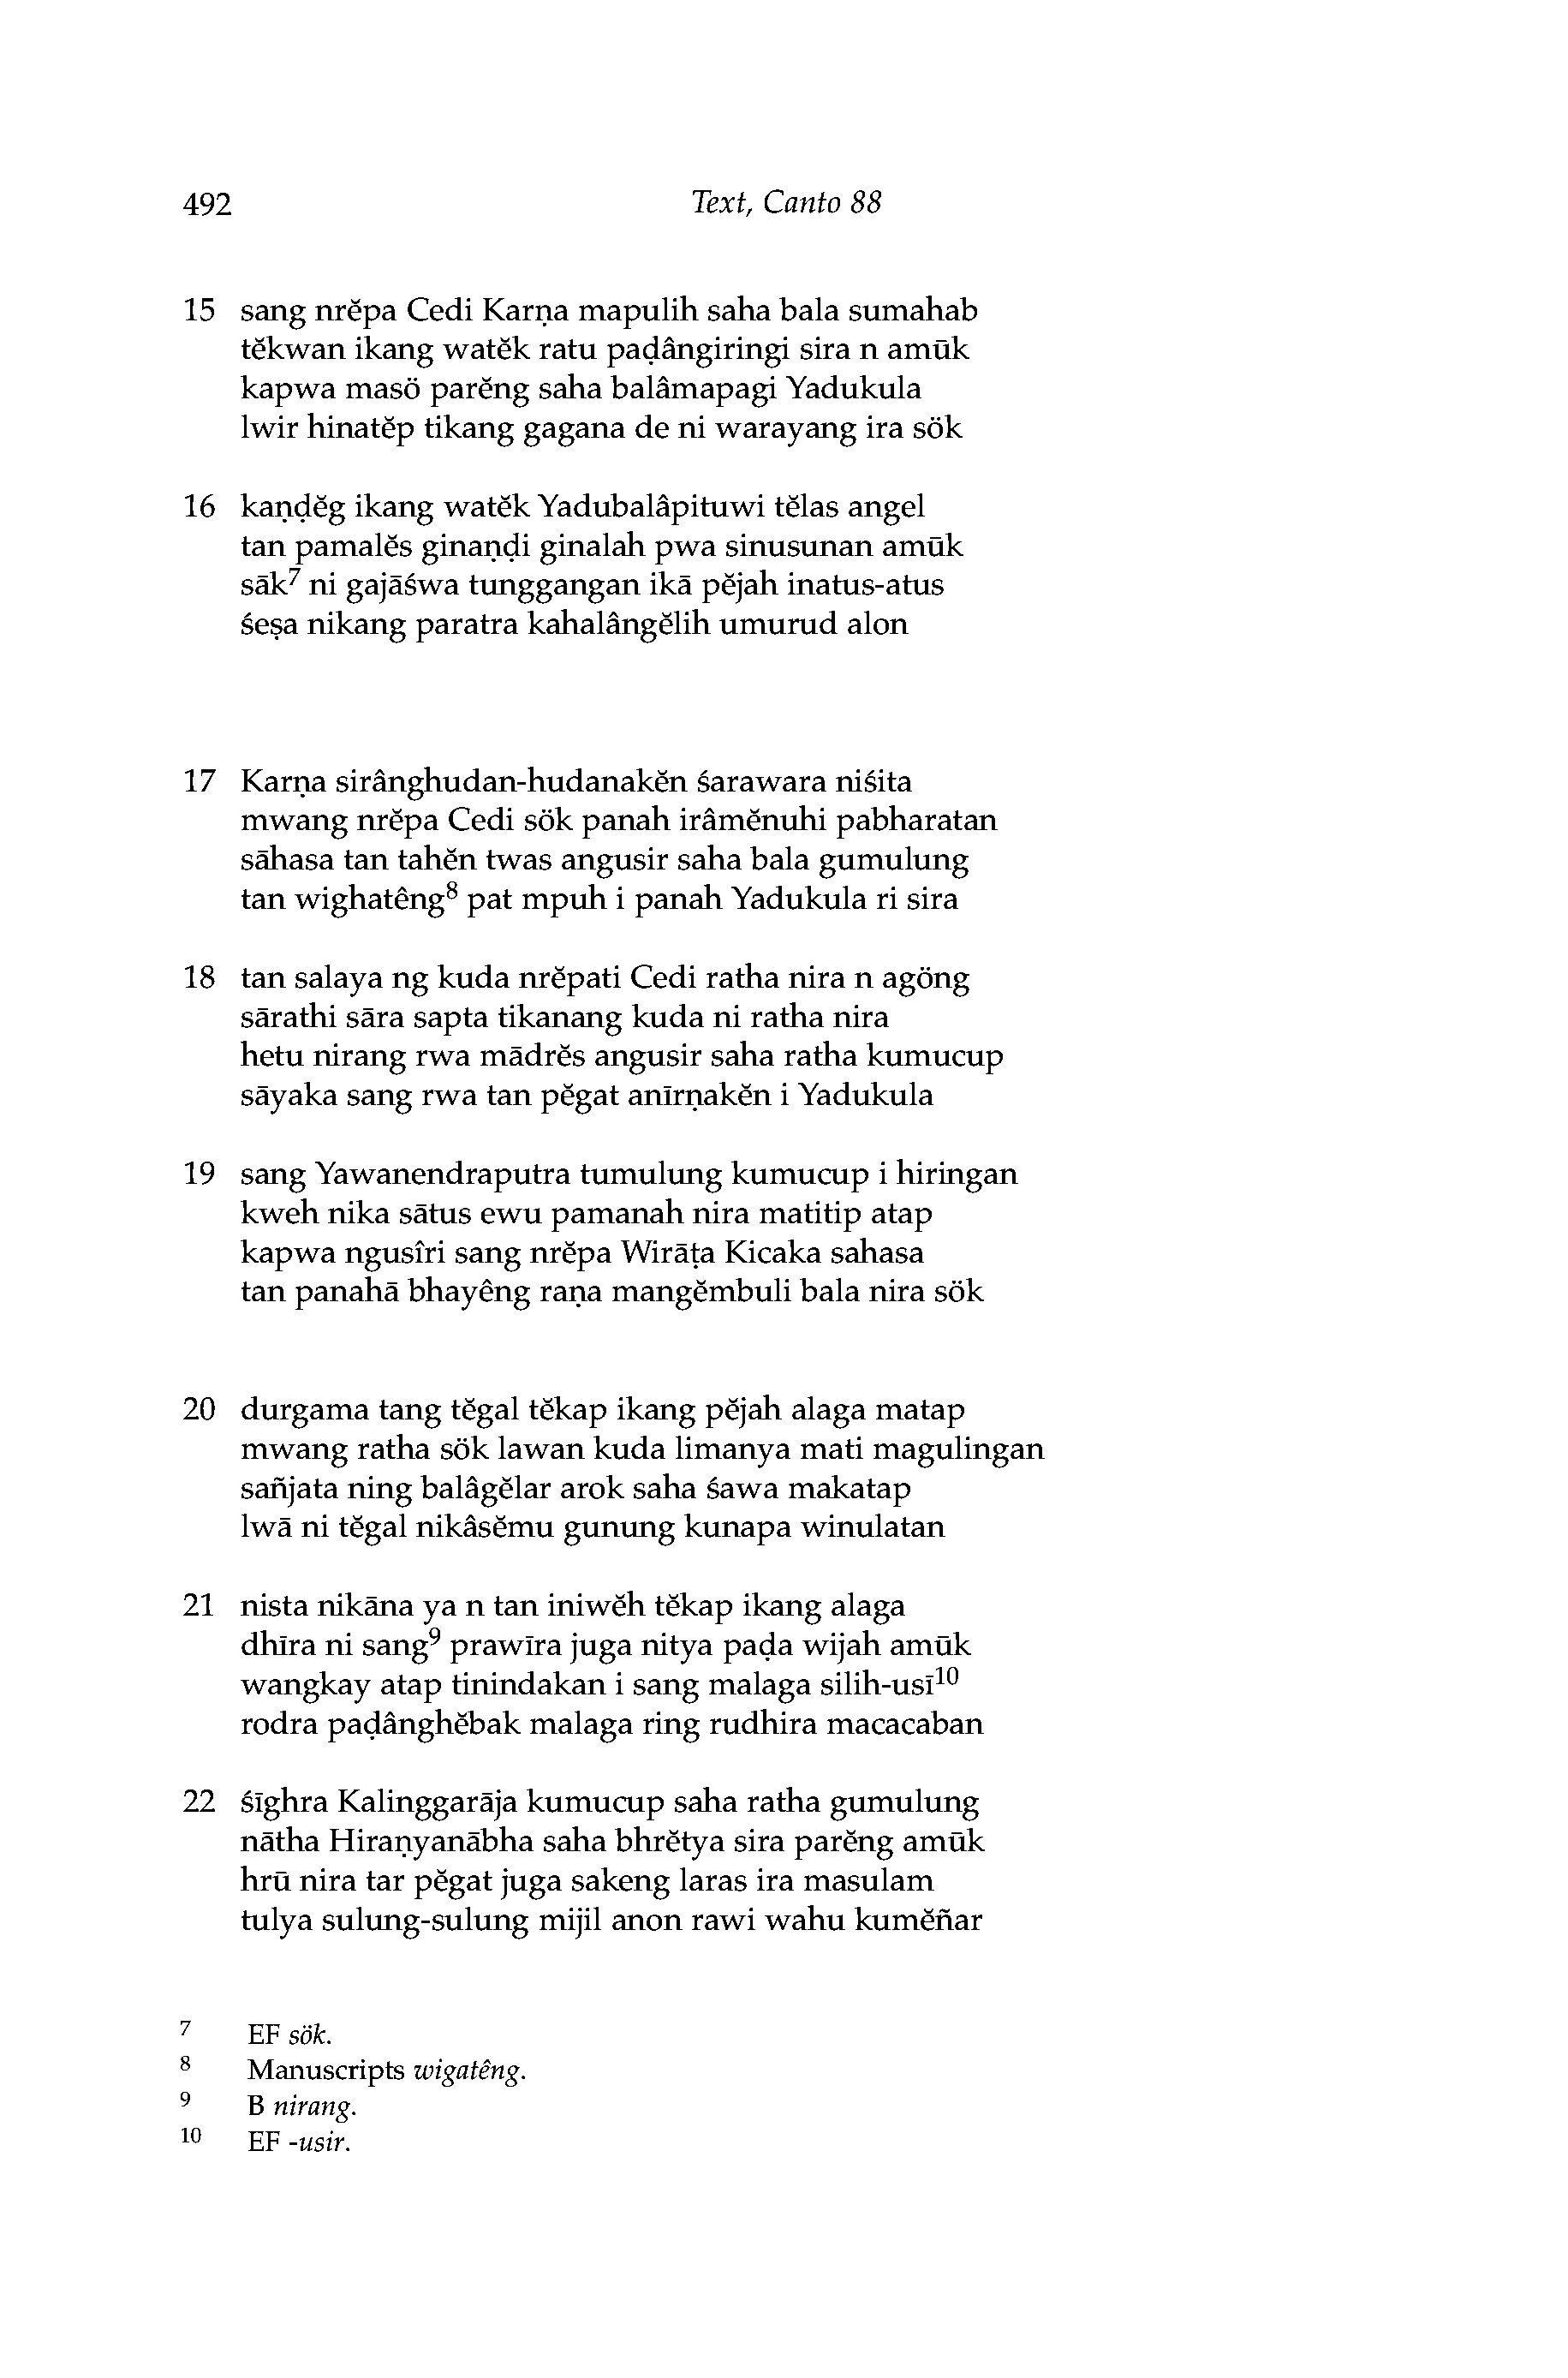 492 Text, Canto 88
15 sang nrĕpa Cedi Karṇa mapulih saha bala sumahab
tĕkwan ikang watĕk ratu paḍângiringi sira n amūk
kapwa masö parĕng saha balâmapagi Yadukula
lwir hinatĕp tikang gagana de ni warayang ira sök
16 kaṇḍĕg ikang watĕk Yadubalâpituwi tĕlas angel
tan pamalĕs ginaṇḍi ginalah pwa sinusunan amūk
sāk⁷ ni gajāśwa tunggangan ikā pĕjah inatus-atus
śeṣa nikang paratra kahalângĕlih umurud alon
17 Karṇa sirânghudan-hudanakĕn śarawara niśita
mwang nrĕpa Cedi sök panah irâmĕnuhi pabharatan
sāhasa tan tahĕn twas angusir saha bala gumulung
tan wighatêng⁸ pat mpuh i panah Yadukula ri sira
18 tan salaya ng kuda nrĕpati Cedi ratha nira n agöng
sārathi sāra sapta tikanang kuda ni ratha nira
hetu nirang rwa mādrĕs angusir saha ratha kumucup
sāyaka sang rwa tan pĕgat anīrṇakĕn i Yadukula
19 sang Yawanendraputra tumulung kumucup i hiringan
kweh nika sātus ewu pamanah nira matitip atap
kapwa ngusîri sang nrĕpa Wirāṭa Kicaka sahasa
tan panahā bhayêng raṇa mangĕmbuli bala nira sök
20 durgama tang tĕgal tĕkap ikang pĕjah alaga matap
mwang ratha sök lawan kuda limanya mati magulingan
sañjata ning balâgĕlar arok saha śawa makatap
lwā ni tĕgal nikâsĕmu gunung kunapa winulatan
21 nista nikāna ya n tan iniwĕh tĕkap ikang alaga
dhīra ni sang⁹ prawīra juga nitya paḍa wijah amūk
wangkay atap tinindakan i sang malaga silih-usī¹⁰
rodra paḍânghĕbak malaga ring rudhira macacaban
22 śīghra Kalinggarāja kumucup saha ratha gumulung
nātha Hiraṇyanābha saha bhrĕtya sira parĕng amūk
hrū nira tar pĕgat juga sakeng laras ira masulam
tulya sulung-sulung mijil anon rawi wahu kumĕñar
⁷ EF sök.
⁸ Manuscripts wigatêng.
⁹ B nirang.
¹⁰ EF -usir.